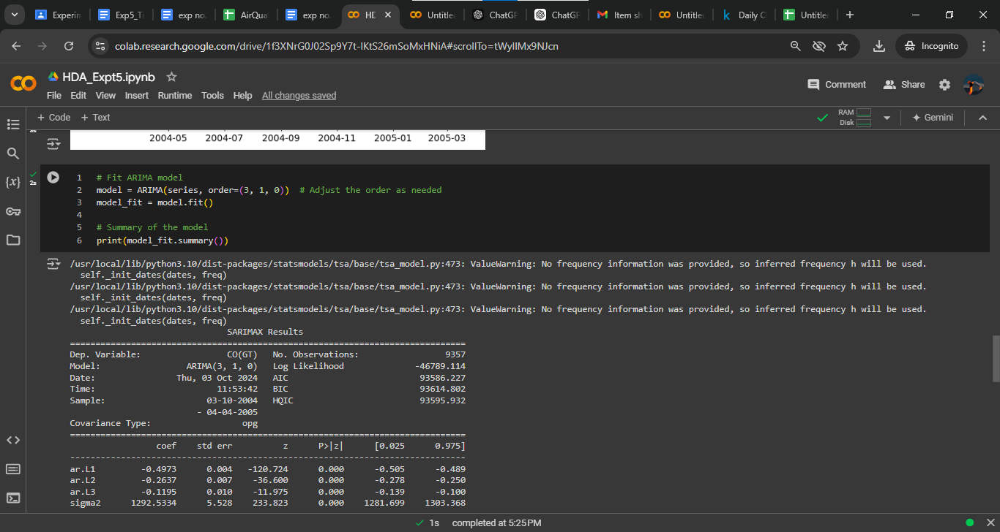 Experin
Exp5_Ti
exp no.
AirQua
exp no.
HD
Untitle
ChatGP
ChatGP
Item sh
Untitle
Daily C
Untitle
colab.research.google.com/drive/1f3XNrG0J02Sp9Y7t-lKtS26mSoMxHNiA#scrollTo=tWyIlMx9NJcn
Incognito
HDA_Expt5.ipynb
File Edit View Insert Runtime Tools Help All changes saved
Comment
Share
+ Code + Text
RAM
Disk
Gemini
2004-05 2004-07 2004-09 2004-11 2005-01 2005-03
{x}
2s
1 # Fit ARIMA model
2 model = ARIMA(series, order=(3, 1, 0)) # Adjust the order as needed
3 model_fit = model.fit()
4
5 # Summary of the model
6 print(model_fit.summary())
/usr/local/lib/python3.10/dist-packages/statsmodels/tsa/base/tsa_model.py:473: ValueWarning: No frequency information was provided, so inferred frequency h will be used.
self._init_dates(dates, freq)
/usr/local/lib/python3.10/dist-packages/statsmodels/tsa/base/tsa_model.py:473: ValueWarning: No frequency information was provided, so inferred frequency h will be used.
self._init_dates(dates, freq)
/usr/local/lib/python3.10/dist-packages/statsmodels/tsa/base/tsa_model.py:473: ValueWarning: No frequency information was provided, so inferred frequency h will be used.
self._init_dates(dates, freq)
SARIMAX Results
==============================================================================
Dep. Variable: CO(GT) No. Observations: 9357
Model: ARIMA(3, 1, 0) Log Likelihood -46789.114
Date: Thu, 03 Oct 2024 AIC 93586.227
Time: 11:53:42 BIC 93614.802
Sample: 03-10-2004 HQIC 93595.932
- 04-04-2005
Covariance Type: opg
==============================================================================
coef std err z P>|z| [0.025 0.975]
------------------------------------------------------------------------------
ar.L1 -0.4973 0.004 -120.724 0.000 -0.505 -0.489
ar.L2 -0.2637 0.007 -36.600 0.000 -0.278 -0.250
ar.L3 -0.1195 0.010 -11.975 0.000 -0.139 -0.100
sigma2 1292.5334 5.528 233.823 0.000 1281.699 1303.368
1s completed at 5:25 PM